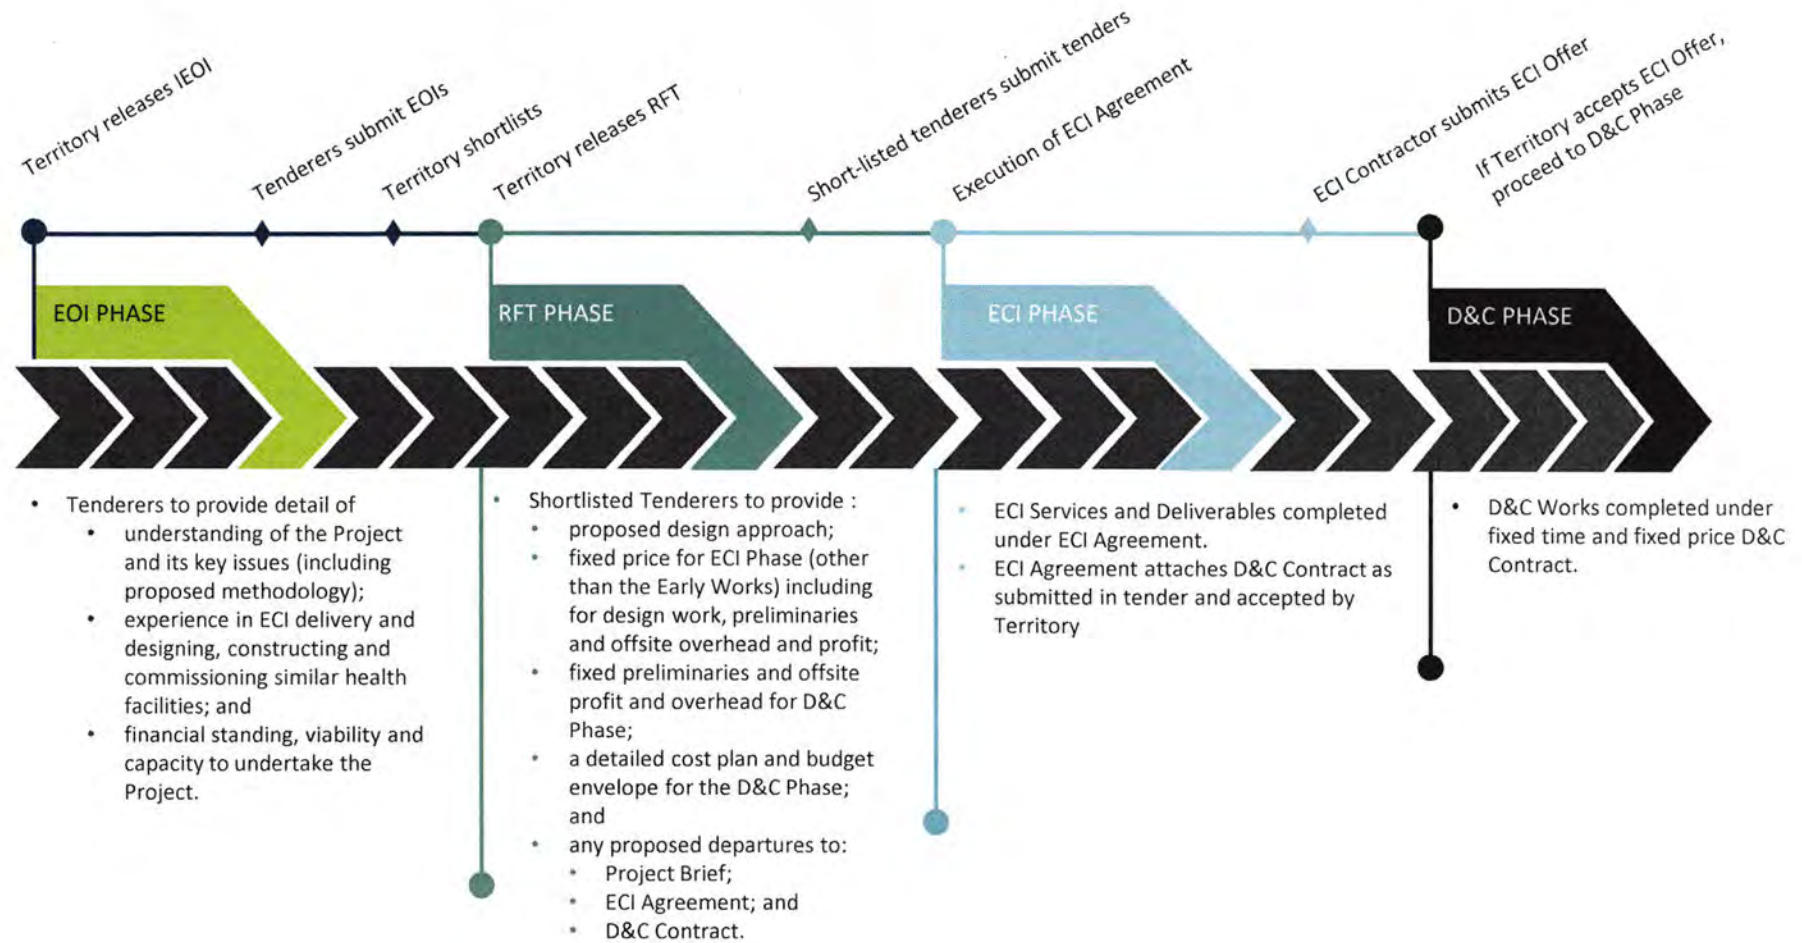 Territory releases IEOI
Tenderers submit EOIs
Territory shortlists
Territory releases RFT
Short-listed tenderers submit tenders
Execution of ECI Agreement
ECI Contractor submits ECI Offer
If Territory accepts ECI Offer,
proceed to D&C Phase
EOI PHASE
RFT PHASE
ECI PHASE
D&C PHASE
• Tenderers to provide detail of
• understanding of the Project
and its key issues (including
proposed methodology);
• experience in ECI delivery and
designing, constructing and
commissioning similar health
facilities; and
• financial standing, viability and
capacity to undertake the
Project.
• Shortlisted Tenderers to provide :
• proposed design approach;
• fixed price for ECI Phase (other
than the Early Works) including
for design work, preliminaries
and offsite overhead and profit;
• fixed preliminaries and offsite
profit and overhead for D&C
Phase;
• a detailed cost plan and budget
envelope for the D&C Phase;
and
• any proposed departures to:
• Project Brief;
• ECI Agreement; and
• D&C Contract.
• ECI Services and Deliverables completed
under ECI Agreement.
• ECI Agreement attaches D&C Contract as
submitted in tender and accepted by
Territory
• D&C Works completed under
fixed time and fixed price D&C
Contract.